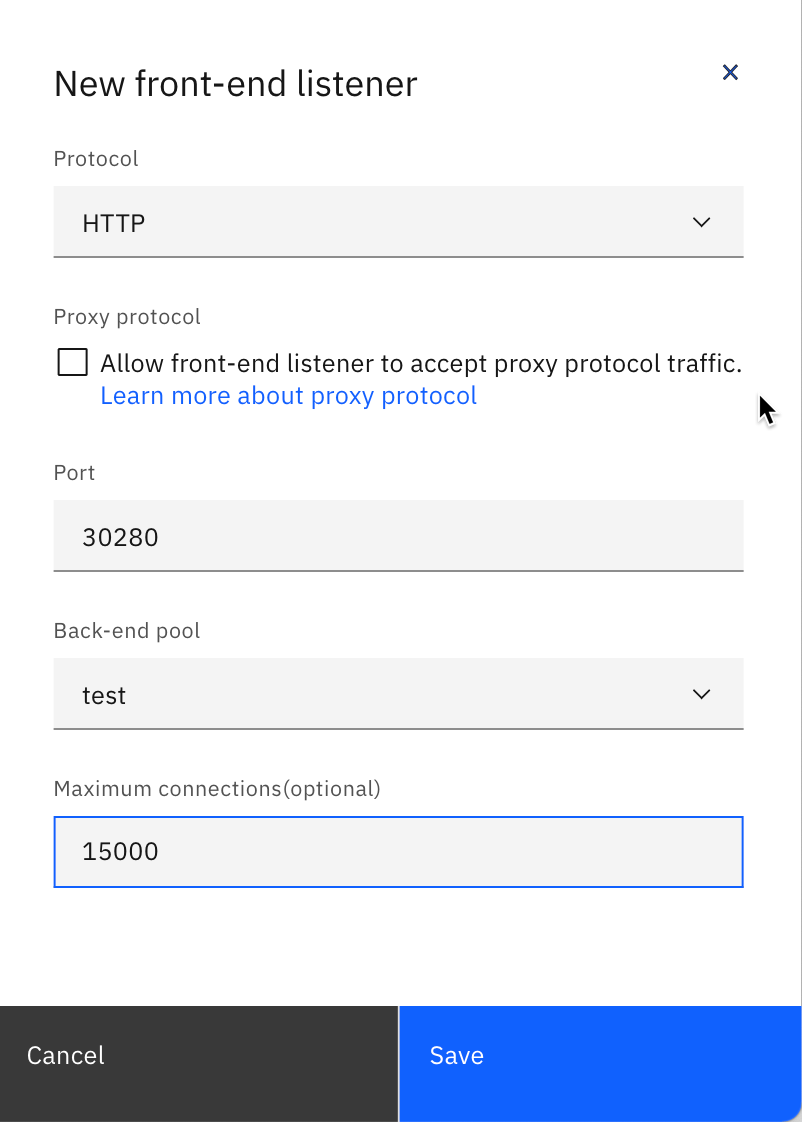 New front-end listener
Protocol
HTTP
Proxy protocol
Allow front-end listener to accept proxy protocol traffic.
Learn more about proxy protocol
Port
30280
Back-end pool
test
Maximum connections(optional)
15000
Cancel
Save